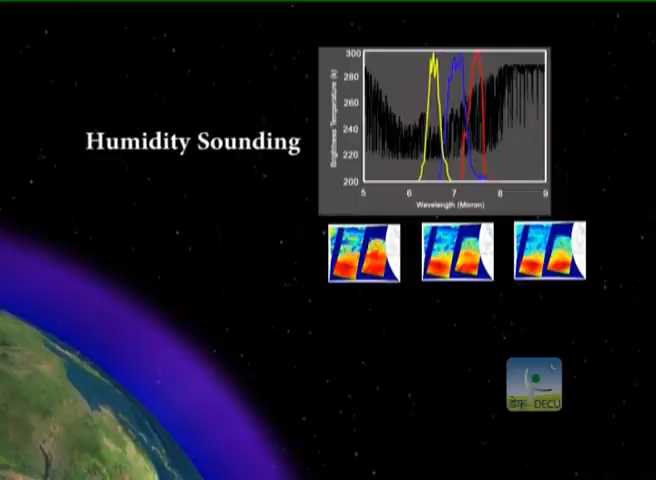 Humidity Sounding
Brightness Temperature (k)
300
280
260
240
220
200
5 6 7 8 9
Wavelength (Micron)
डेकू - DECU